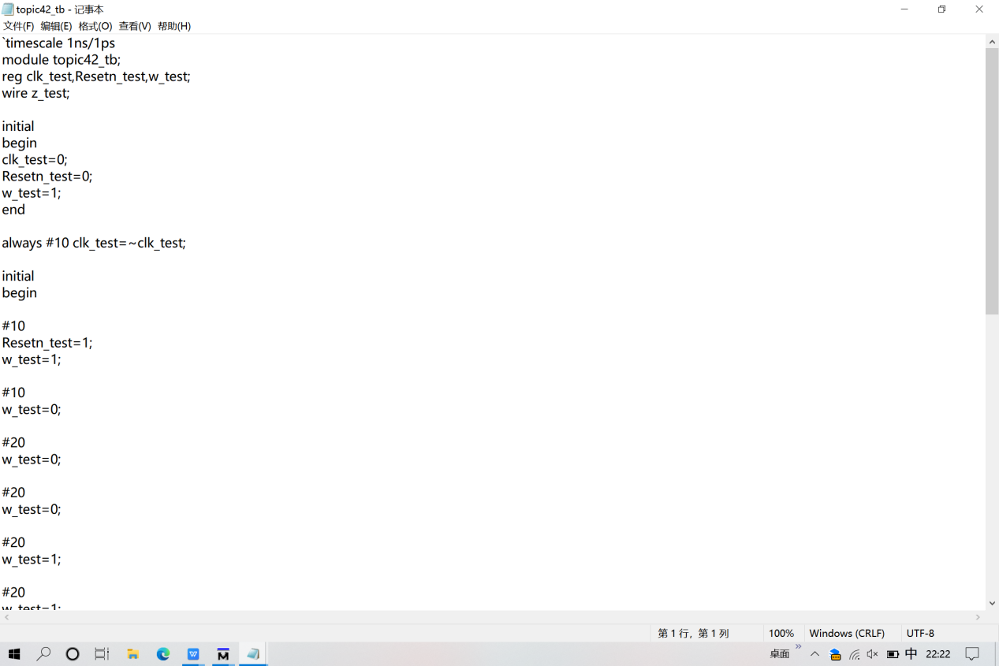 topic42_tb - 记事本
文件(F) 编辑(E) 格式(O) 查看(V) 帮助(H)
`timescale 1ns/1ps
module topic42_tb;
reg clk_test,Resetn_test,w_test;
wire z_test;
initial
begin
clk_test=0;
Resetn_test=0;
w_test=1;
end
always #10 clk_test=~clk_test;
initial
begin
#10
Resetn_test=1;
w_test=1;
#10
w_test=0;
#20
w_test=0;
#20
w_test=0;
#20
w_test=1;
#20
w_test=1;
第 1 行，第 1 列 100% Windows (CRLF) UTF-8
桌面 中 22:22